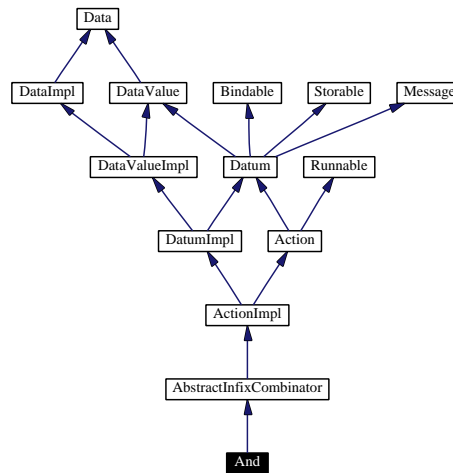 Data
DataImpl
DataValue
Bindable
Storable
Message
DataValueImpl
Datum
Runnable
DatumImpl
Action
ActionImpl
AbstractInfixCombinator
And